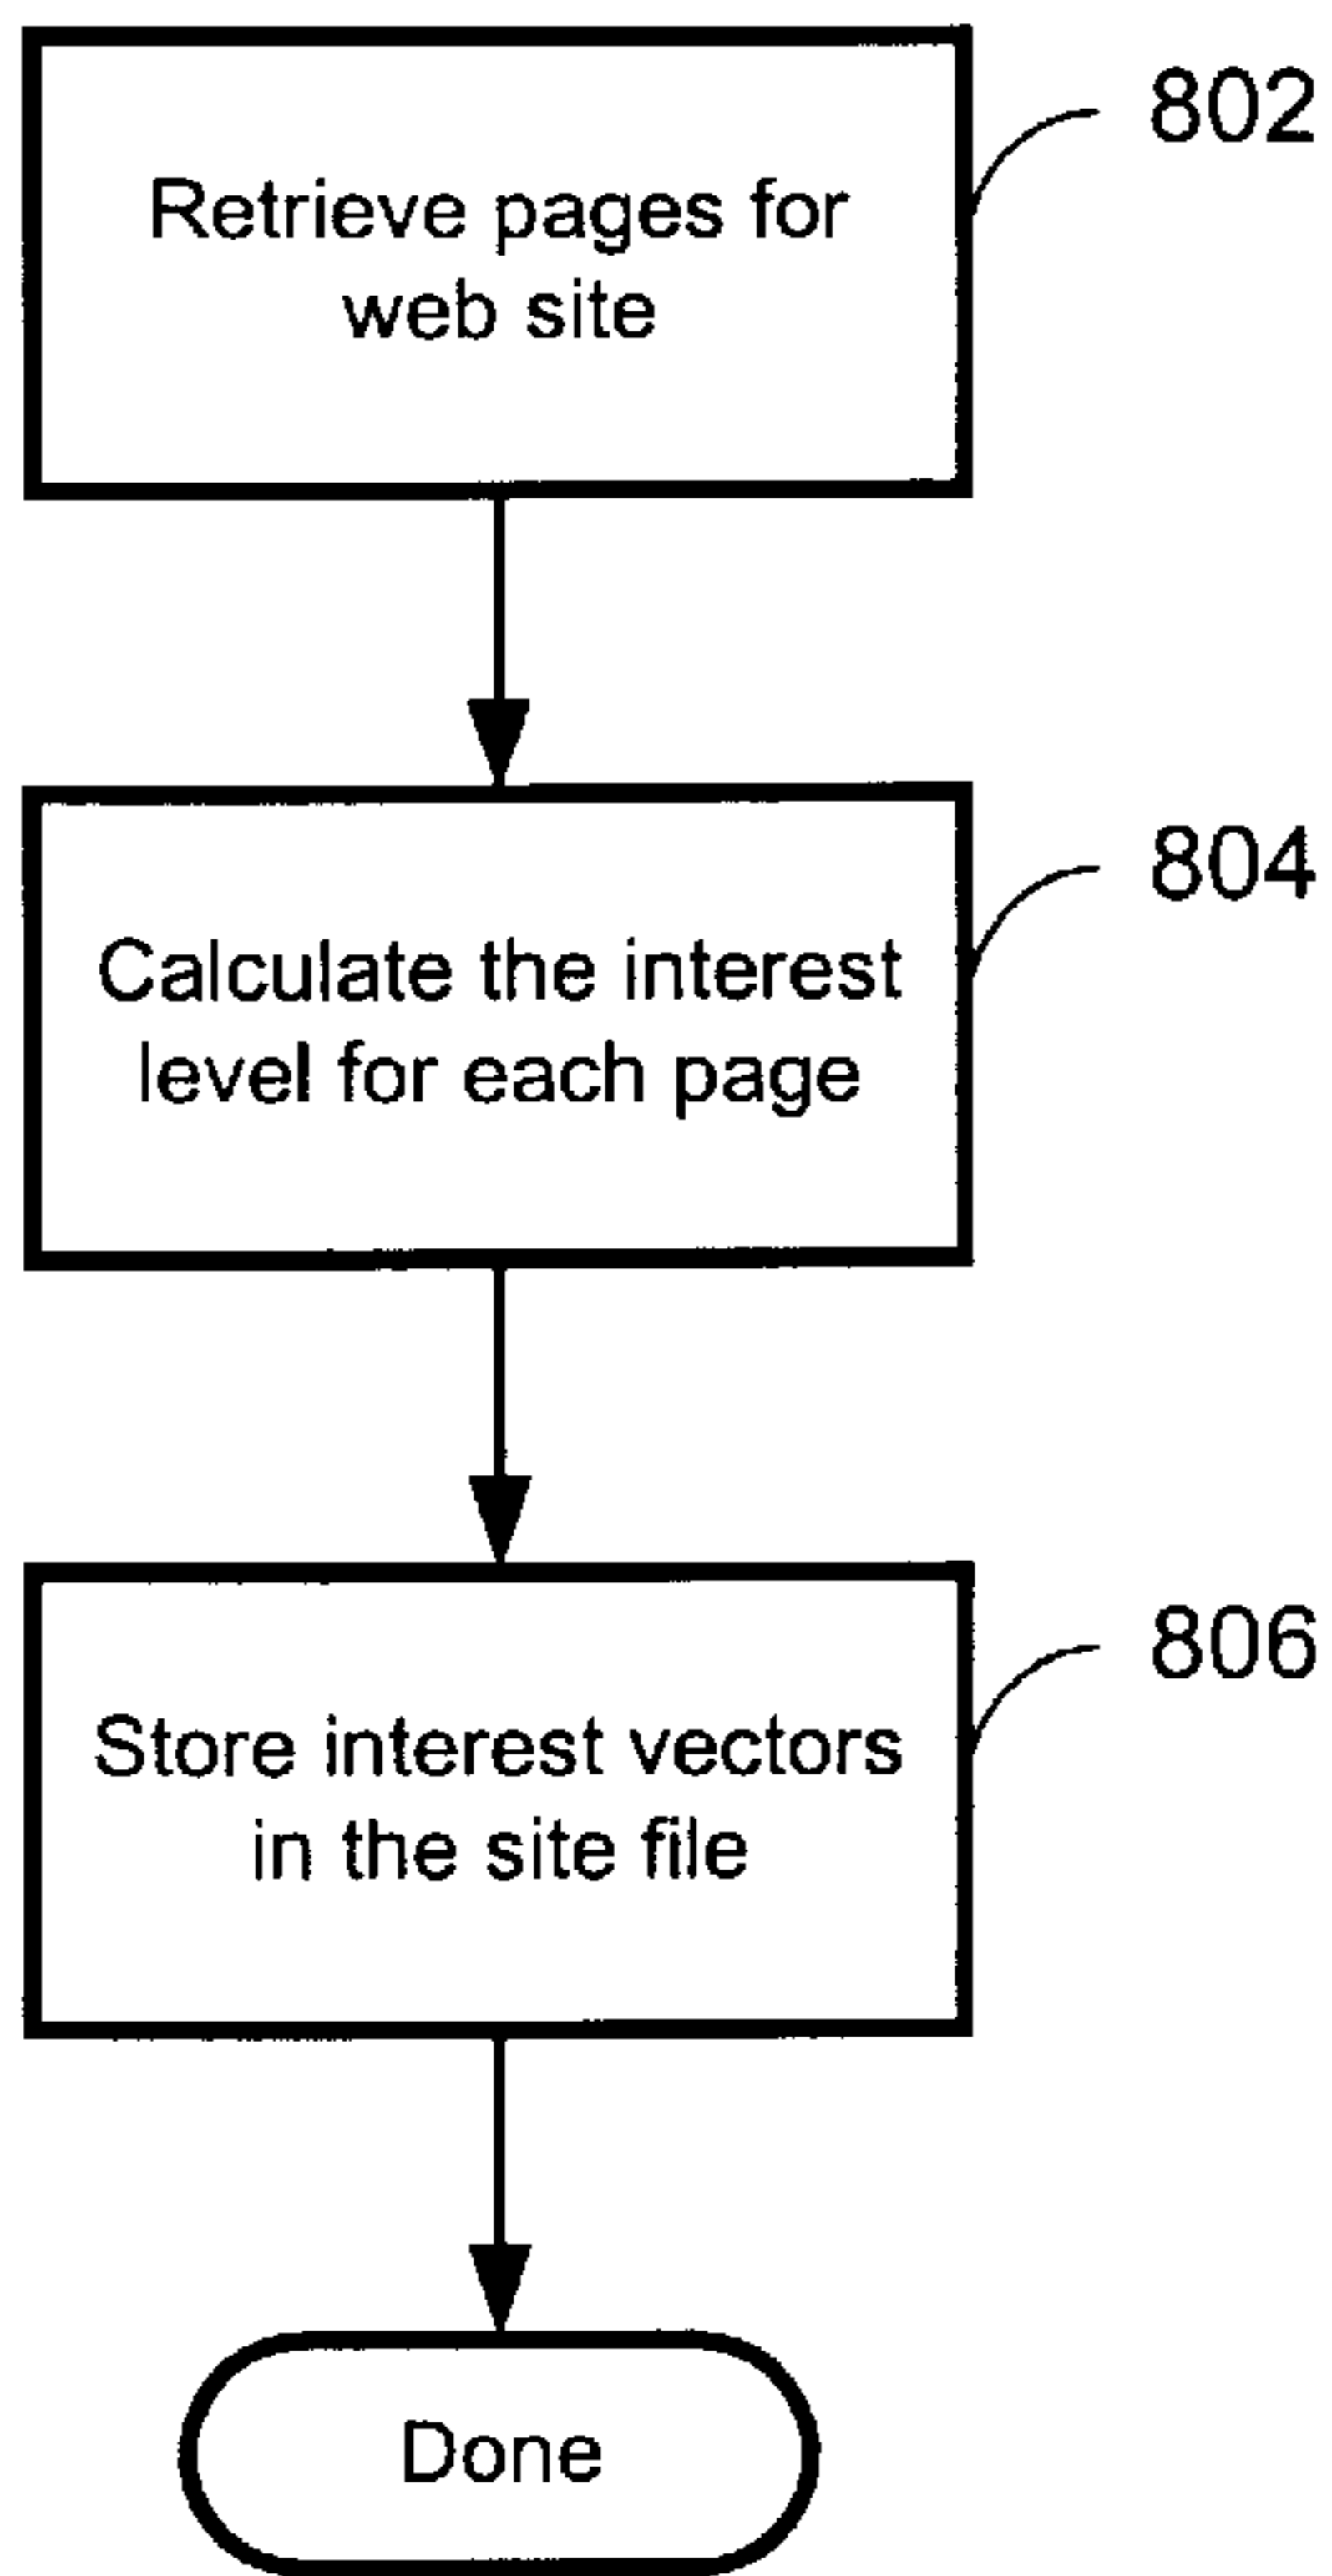 802
Retrieve pages for
web site
804
Calculate the interest
level for each page
806
Store interest vectors
in the site file
Done